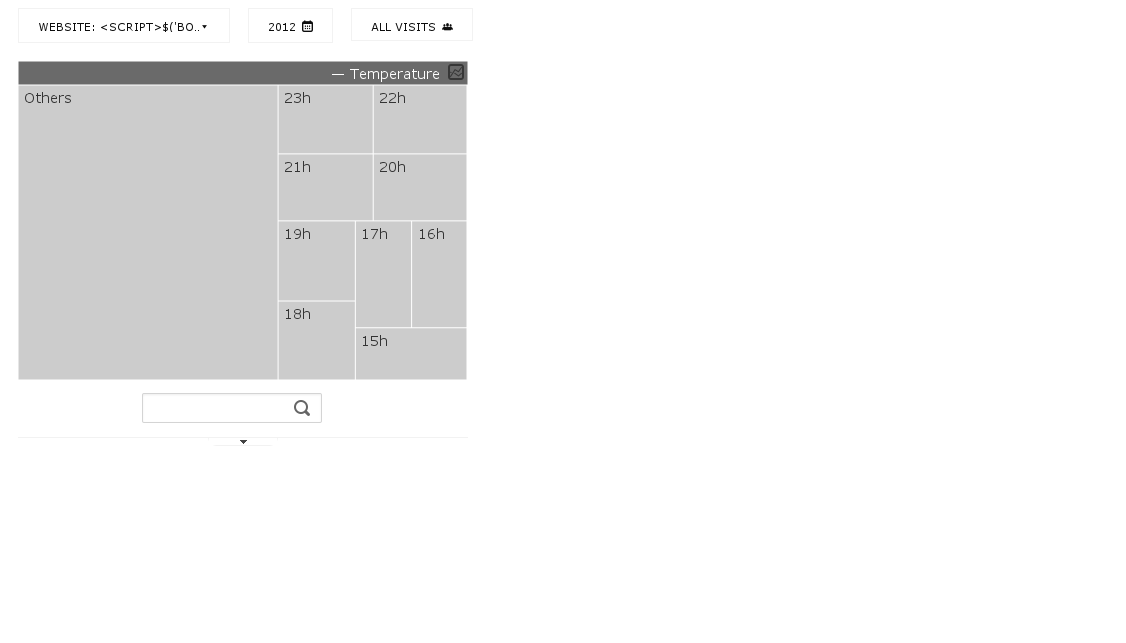 WEBSITE: <SCRIPT>$('BO..
2012
ALL VISITS
— Temperature
Others
23h
22h
21h
20h
19h
17h
16h
18h
15h